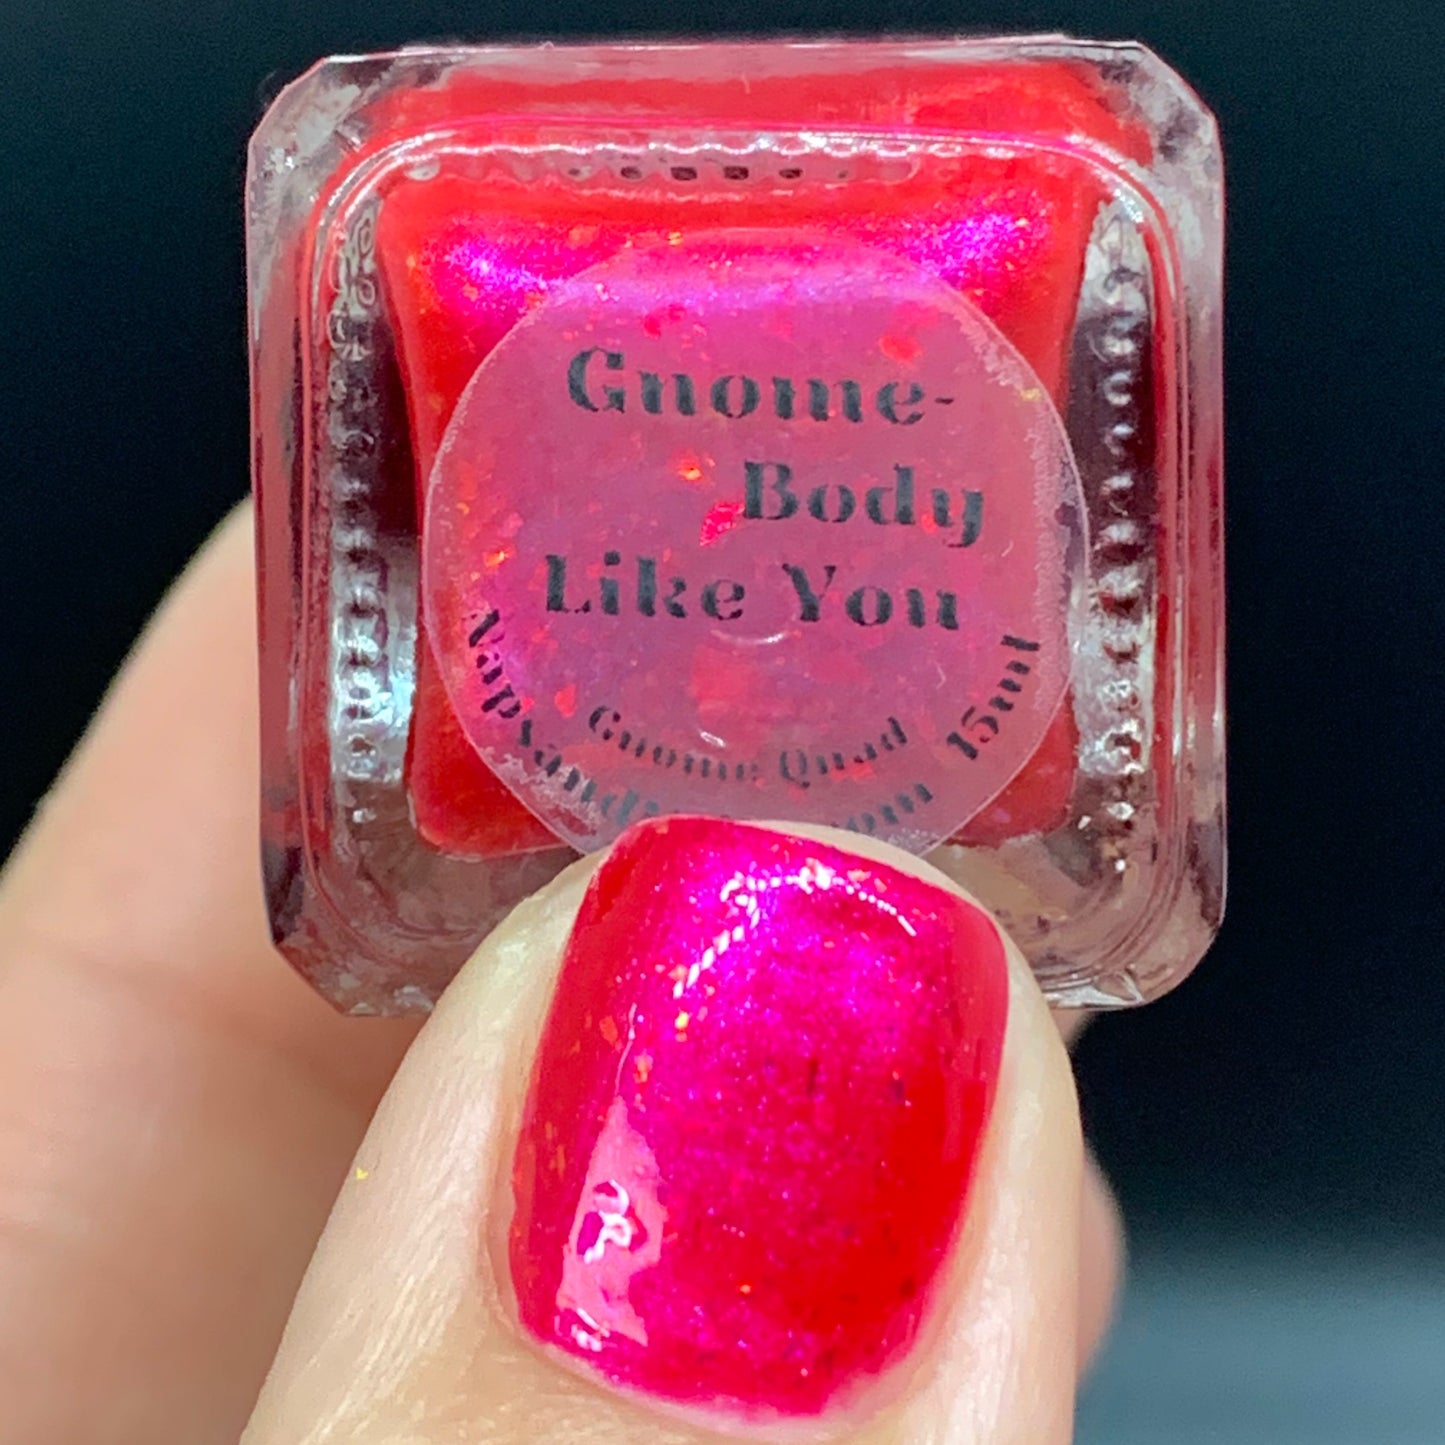 Gnome-
Body
Like You
Gnome Quad
15ml